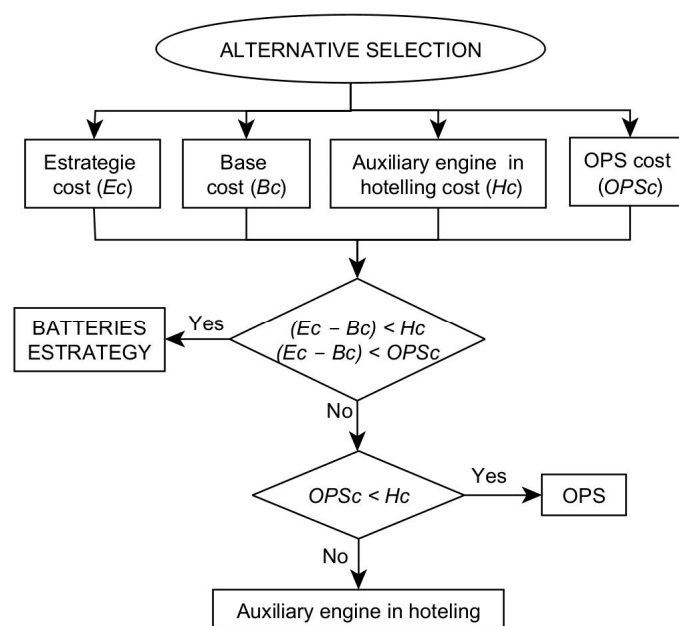 ALTERNATIVE SELECTION
Estrategie
cost (Ec)
Base
cost (Bc)
Auxiliary engine in
hotelling cost (Hc)
OPS cost
(OPSc)
BATTERIES
ESTRATEGY
Yes
(Ec – Bc) < Hc
(Ec – Bc) < OPSc
No
OPSc < Hc
Yes
OPS
No
Auxiliary engine in hoteling